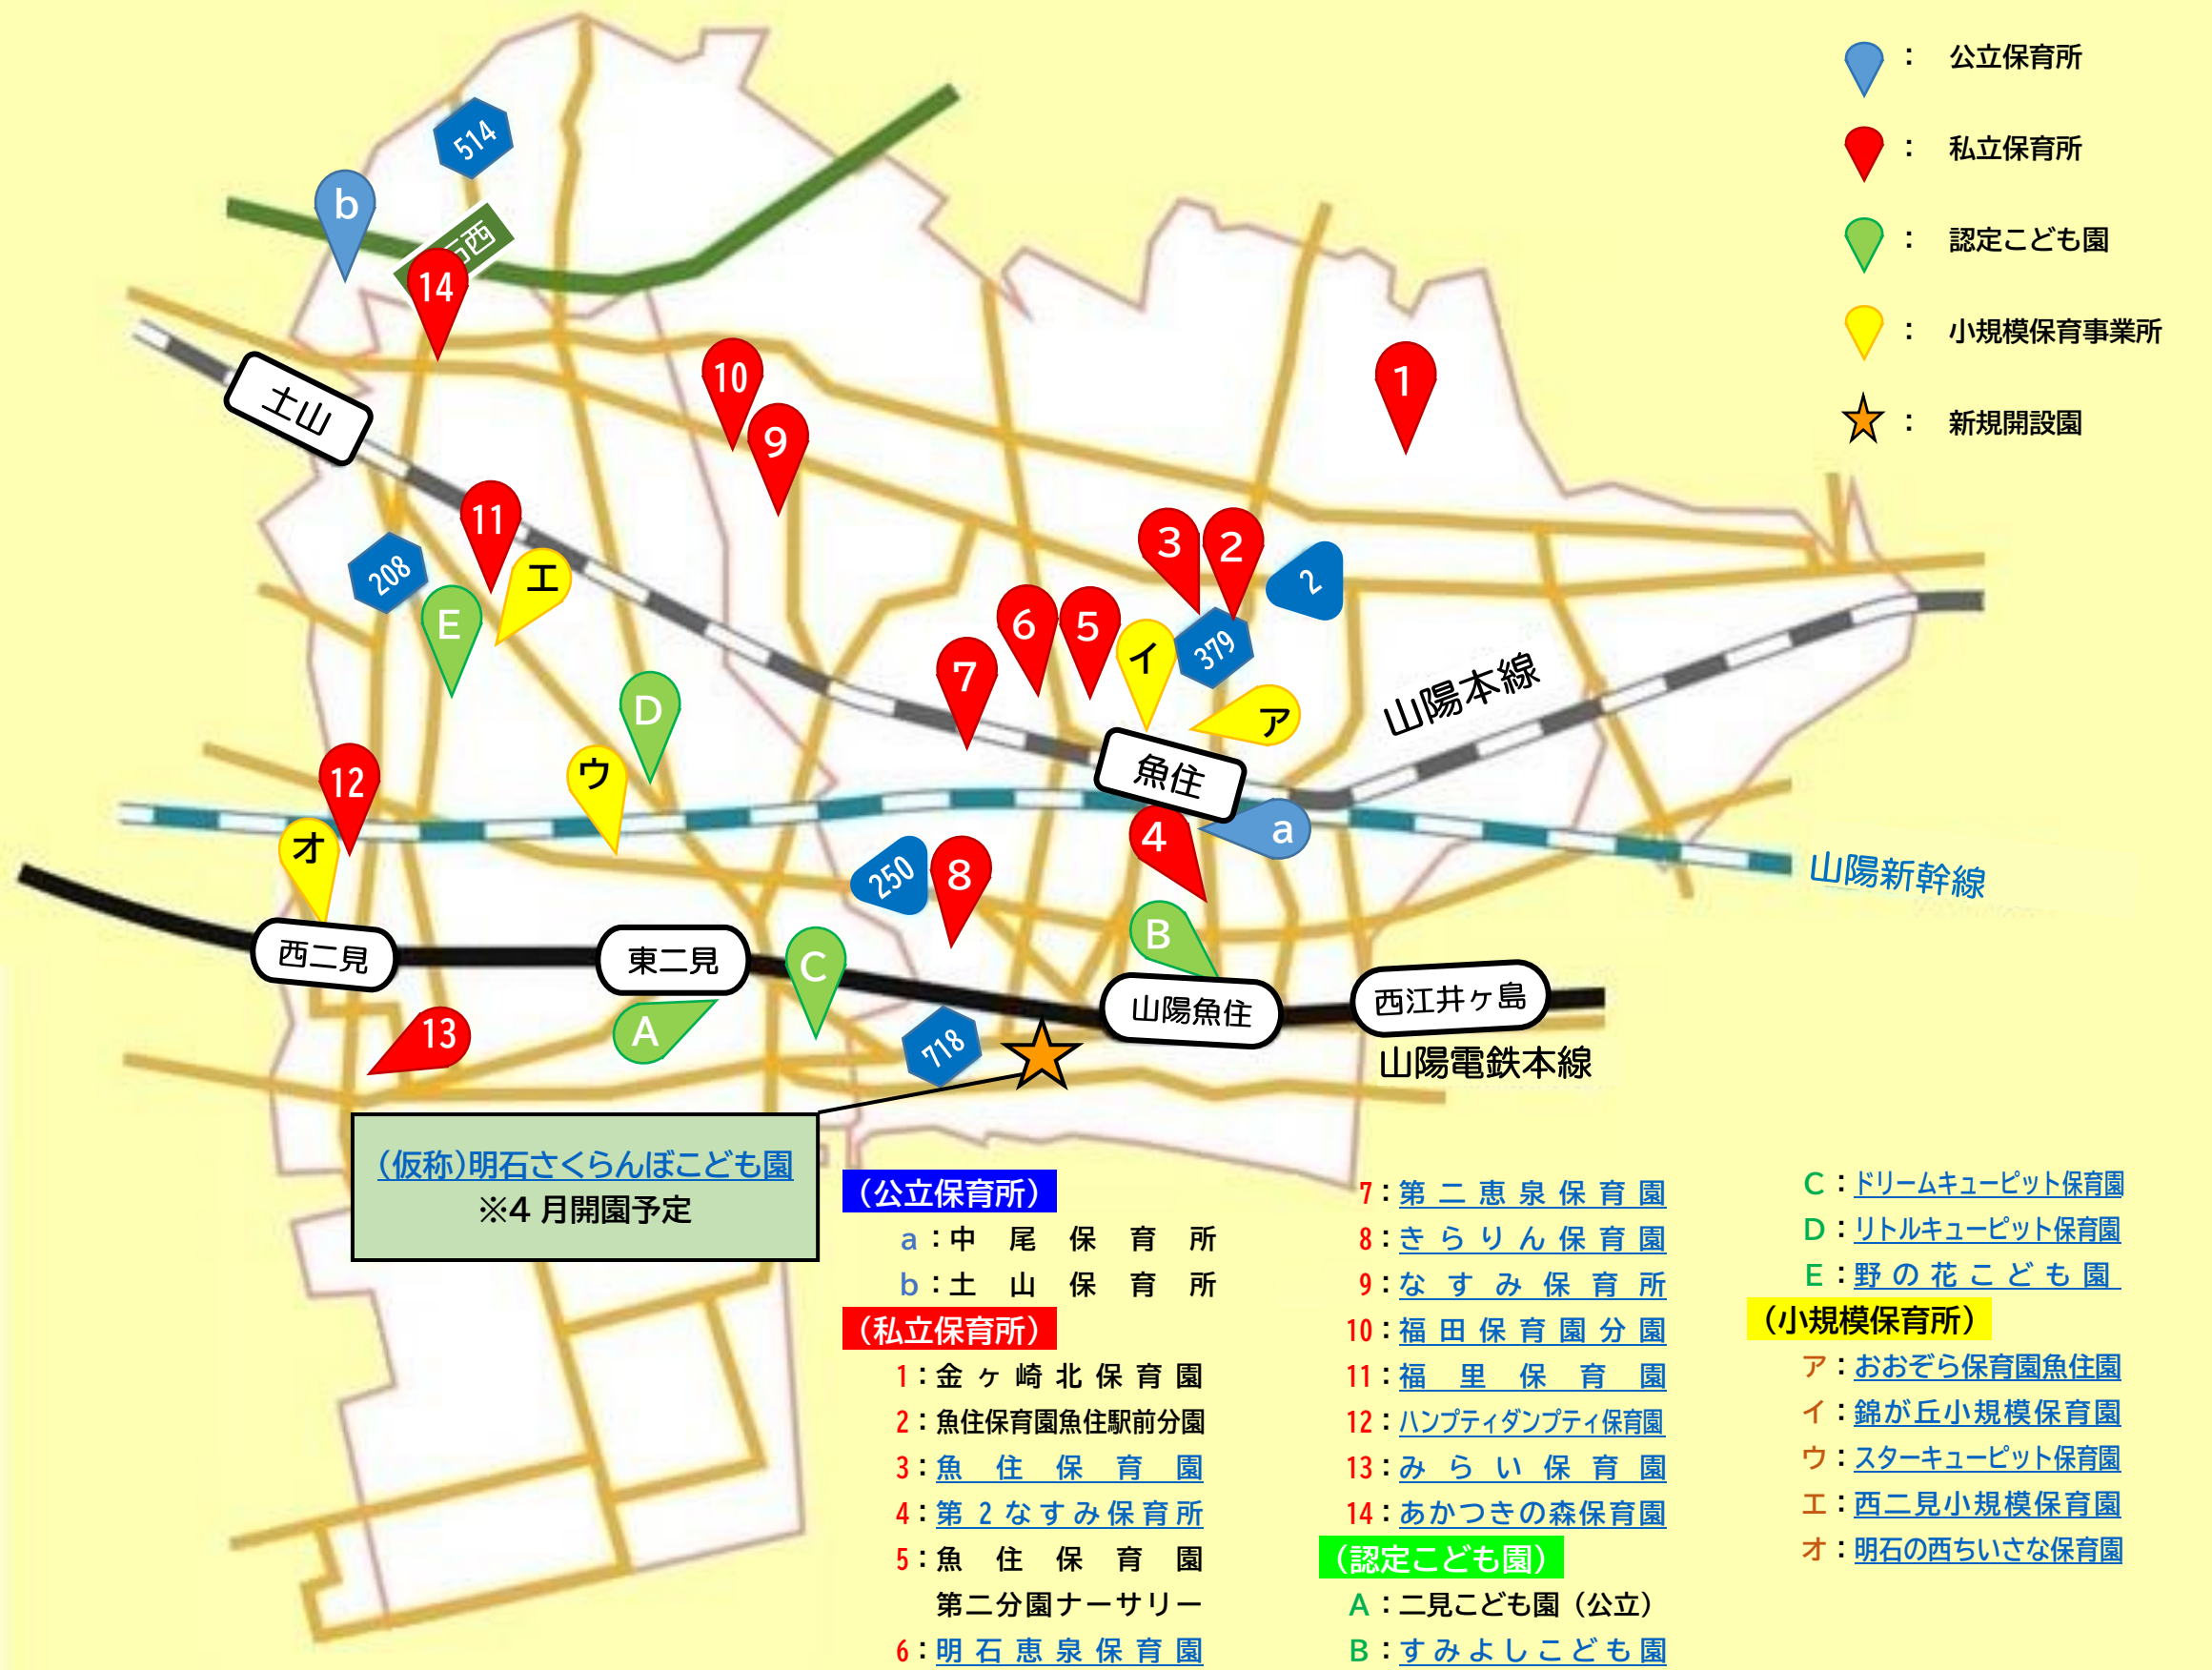 ： 公立保育所
： 私立保育所
： 認定こども園
： 小規模保育事業所
： 新規開設園
514
b
西
14
土山
10
9
1
11
208
エ
E
3
2
2
6
5
イ
379
7
ア
D
山陽本線
魚住
12
ウ
オ
4
a
250
8
山陽新幹線
B
西二見
東二見
C
山陽魚住
西江井ヶ島
13
A
718
山陽電鉄本線
（仮称）明石さくらんぼこども園
※4 月開園予定
（公立保育所）
a：中尾保育所
b：土山保育所
（私立保育所）
1：金ヶ崎北保育園
2：魚住保育園魚住駅前分園
3：魚住保育園
4：第2なすみ保育所
5：魚住保育園
第二分園ナーサリー
6：明石恵泉保育園
7：第二恵泉保育園
8：きらりん保育園
9：なすみ保育所
10：福田保育園分園
11：福里保育園
12：ハンプティダンプティ保育園
13：みらい保育園
14：あかつきの森保育園
（認定こども園）
A：二見こども園（公立）
B：すみよしこども園
C：ドリームキューピット保育園
D：リトルキューピット保育園
E：野の花こども園
（小規模保育所）
ア：おおぞら保育園魚住園
イ：錦が丘小規模保育園
ウ：スターキューピット保育園
エ：西二見小規模保育園
オ：明石の西ちいさな保育園